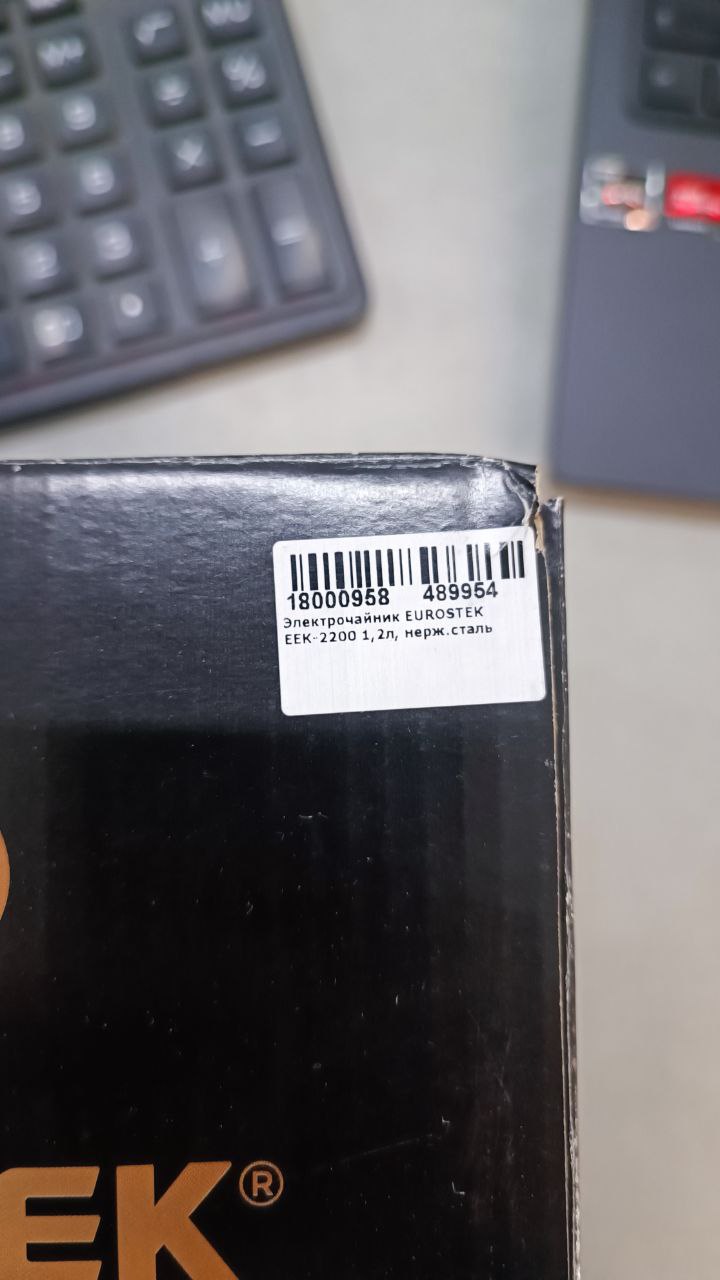 18000958 489954
Электрочайник EUROSTEK
EEK-2200 1,2л, нерж.сталь
EK®